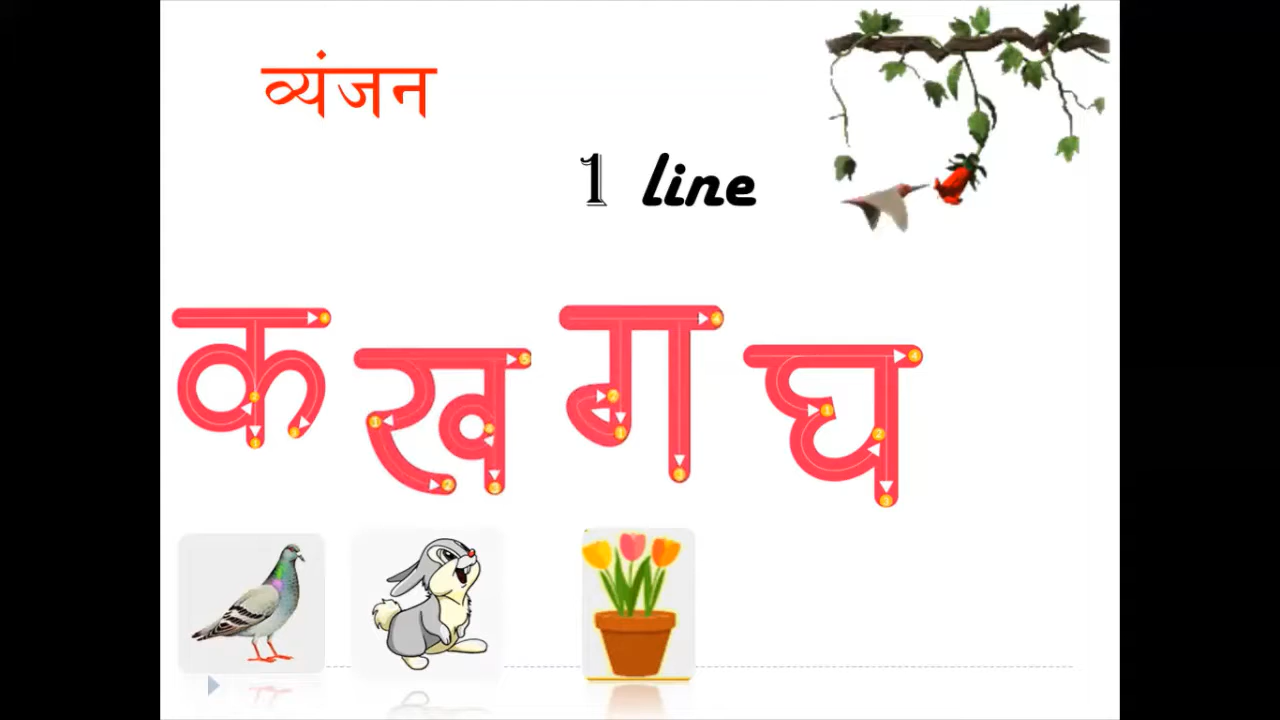 व्यंजन
1 line
क ख ग घ